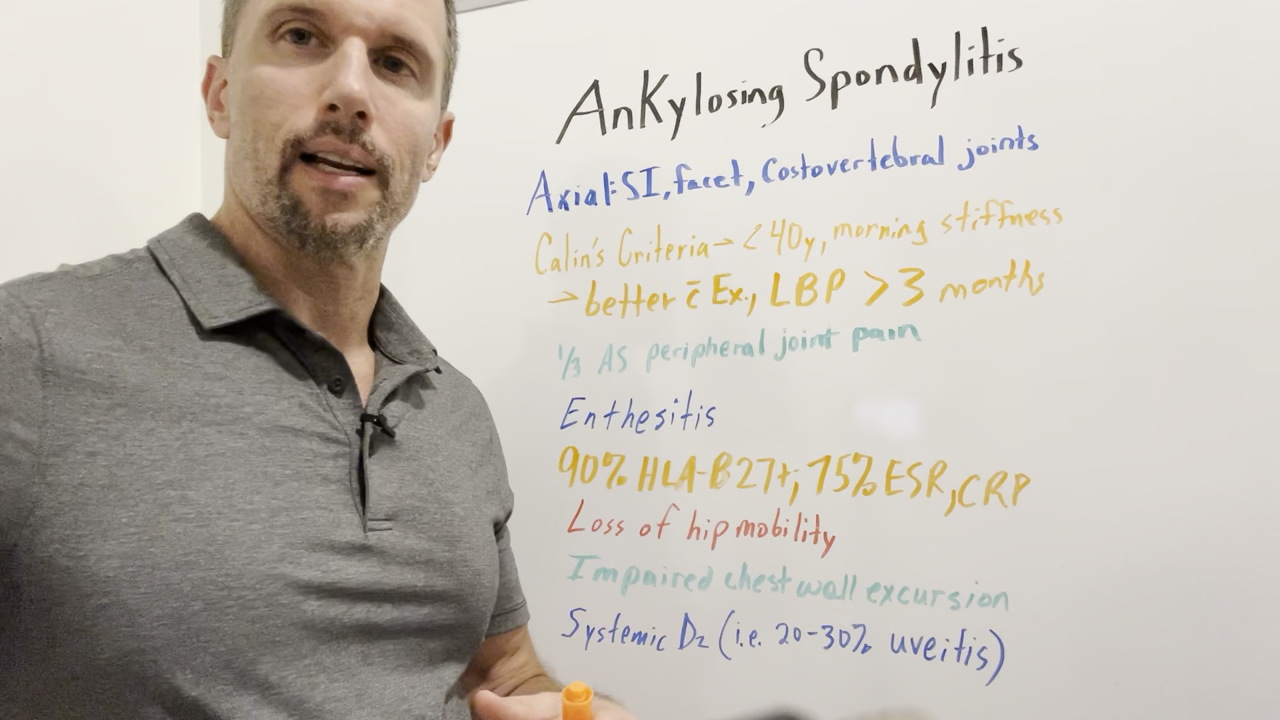 Ankylosing Spondylitis
Axial: SI, facet, Costovertebral joints
Calin's Criteria → < 40y, morning stiffness
→ better c̄ Ex., LBP > 3 months
1/3 AS peripheral joint pain
Enthesitis
90% HLA-B27+; 75% ESR, CRP
Loss of hip mobility
Impaired chest wall excursion
Systemic Dz (i.e. 20-30% uveitis)